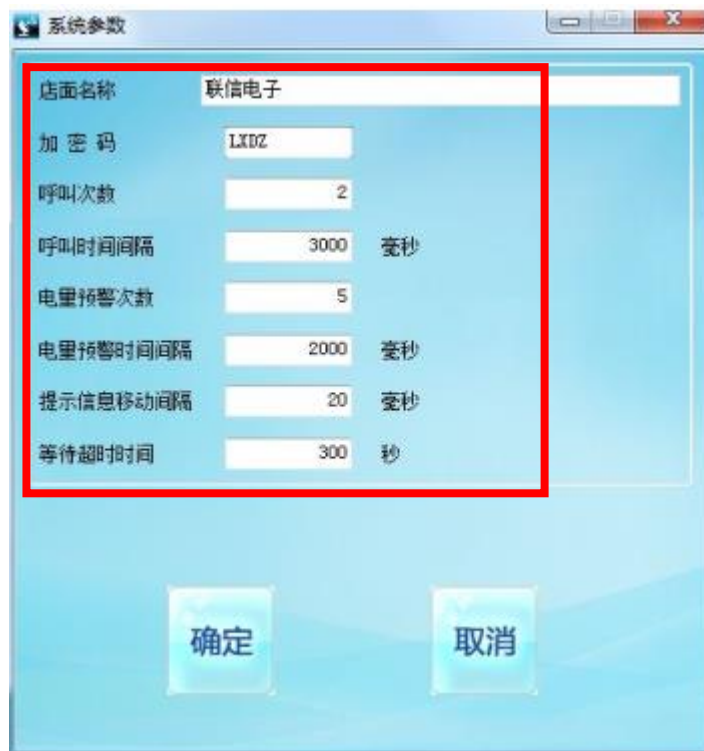 系统参数
店面名称 联信电子
加密码 LXDZ
呼叫次数 2
呼叫时间间隔 3000 毫秒
电量预警次数 5
电量预警时间间隔 2000 毫秒
提示信息移动间隔 20 毫秒
等待超时时间 300 秒
确定 取消